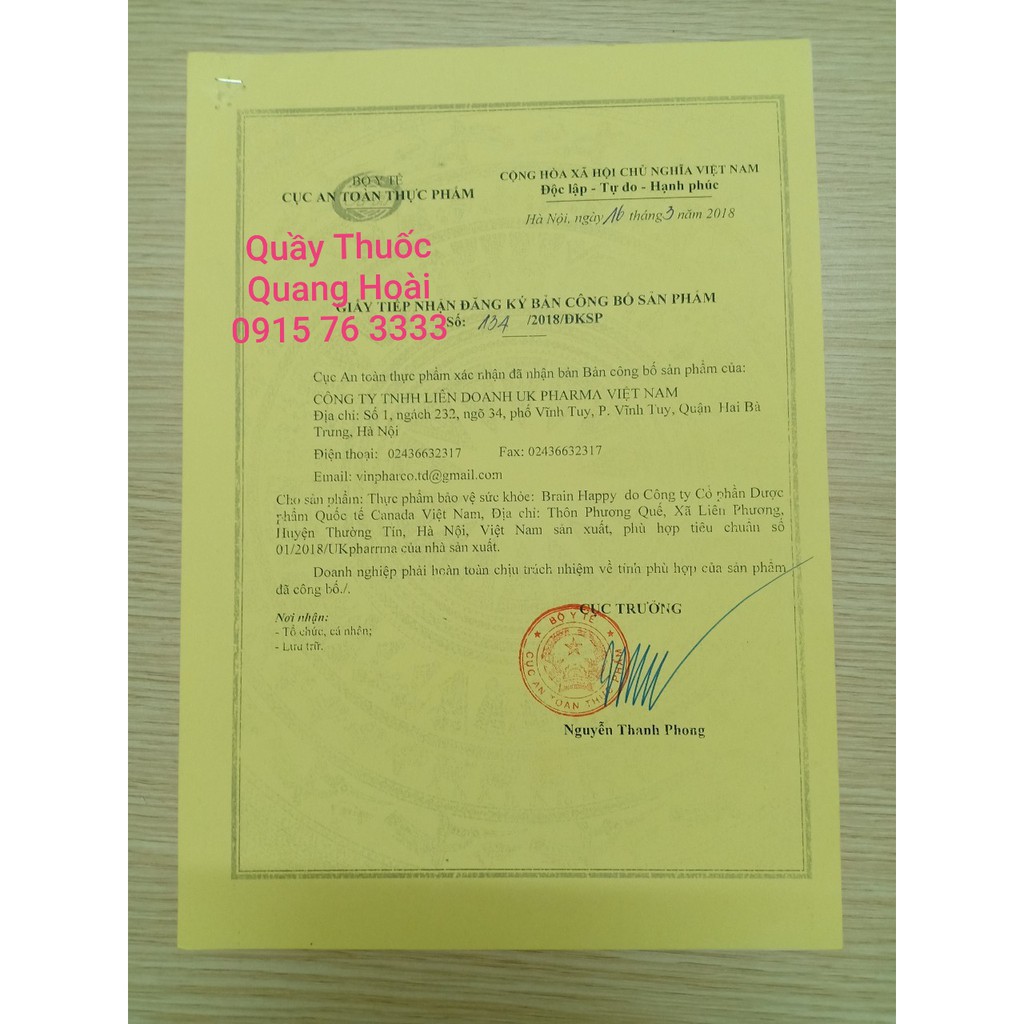 BỘ Y TẾ
CỤC AN TOÀN THỰC PHẨM
CỘNG HÒA XÃ HỘI CHỦ NGHĨA VIỆT NAM
Độc lập - Tự do - Hạnh phúc
Hà Nội, ngày 16 tháng 3 năm 2018
Quầy Thuốc
Quang Hoài
0915 76 3333
GIẤY TIẾP NHẬN ĐĂNG KÝ BẢN CÔNG BỐ SẢN PHẨM
Số: 134 /2018/ĐKSP
Cục An toàn thực phẩm xác nhận đã nhận bản Bản công bố sản phẩm của:
CÔNG TY TNHH LIÊN DOANH UK PHARMA VIỆT NAM
Địa chỉ: Số 1, ngách 232, ngõ 34, phố Vĩnh Tuy, P. Vĩnh Tuy, Quận Hai Bà
Trưng, Hà Nội
Điện thoại: 02436632317 Fax: 02436632317
Email: vinpharco.td@gmail.com
Cho sản phẩm: Thực phẩm bảo vệ sức khỏe: Brain Happy do Công ty Cổ phần Dược
phẩm Quốc tế Canada Việt Nam, Địa chỉ: Thôn Phương Quế, Xã Liên Phương,
Huyện Thường Tín, Hà Nội, Việt Nam sản xuất, phù hợp tiêu chuẩn số
01/2018/UKpharrma của nhà sản xuất.
Doanh nghiệp phải hoàn toàn chịu trách nhiệm về tính phù hợp của sản phẩm
đã công bố./.
Nơi nhận:
- Tổ chức, cá nhân;
- Lưu trữ.
CỤC TRƯỞNG
BỘ Y TẾ
CỤC AN TOÀN THỰC PHẨM
Nguyễn Thanh Phong